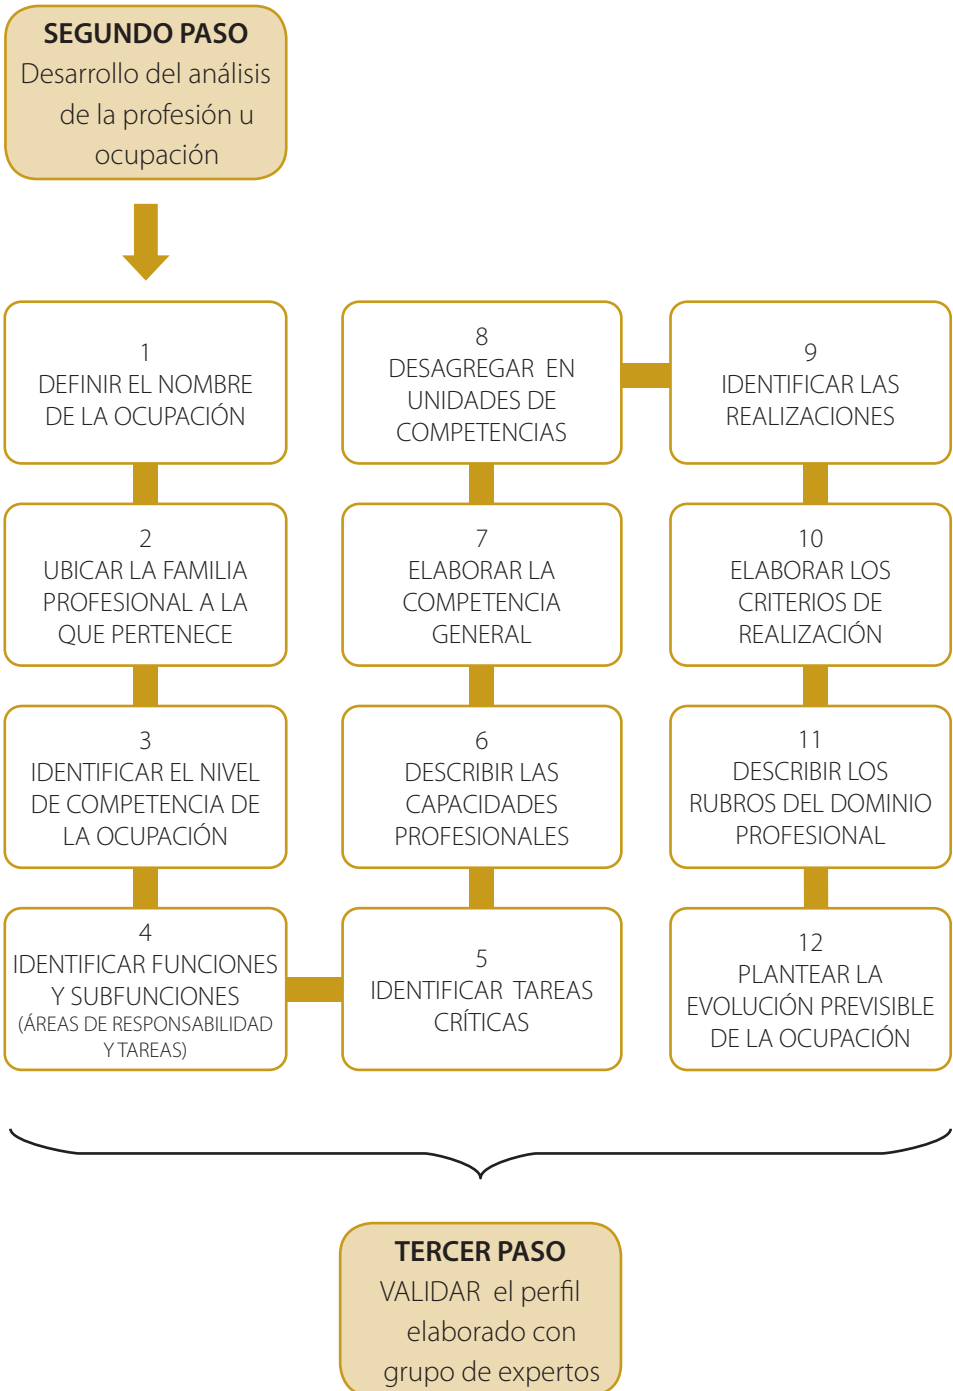 SEGUNDO PASO
Desarrollo del análisis
de la profesión u
ocupación
1
DEFINIR EL NOMBRE
DE LA OCUPACIÓN
2
UBICAR LA FAMILIA
PROFESIONAL A LA
QUE PERTENECE
3
IDENTIFICAR EL NIVEL
DE COMPETENCIA DE
LA OCUPACIÓN
4
IDENTIFICAR FUNCIONES
Y SUBFUNCIONES
(ÁREAS DE RESPONSABILIDAD
Y TAREAS)
5
IDENTIFICAR TAREAS
CRÍTICAS
6
DESCRIBIR LAS
CAPACIDADES
PROFESIONALES
7
ELABORAR LA
COMPETENCIA
GENERAL
8
DESAGREGAR EN
UNIDADES DE
COMPETENCIAS
9
IDENTIFICAR LAS
REALIZACIONES
10
ELABORAR LOS
CRITERIOS DE
REALIZACIÓN
11
DESCRIBIR LOS
RUBROS DEL DOMINIO
PROFESIONAL
12
PLANTEAR LA
EVOLUCIÓN PREVISIBLE
DE LA OCUPACIÓN
TERCER PASO
VALIDAR el perfil
elaborado con
grupo de expertos